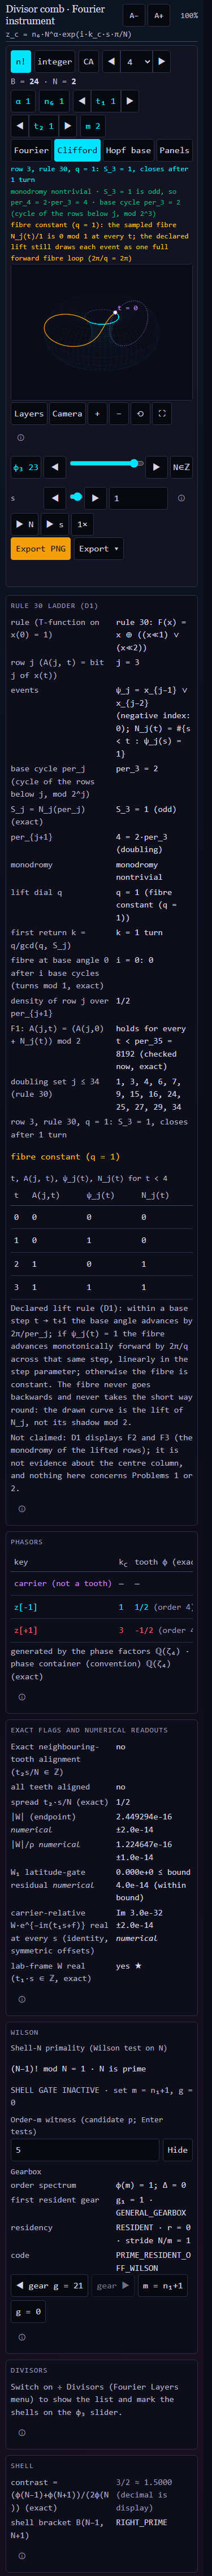 Divisor comb · Fourier instrument
A− A+ 100%
z_c = n₀·N^α·exp(i·k_c·s·π/N)
n! integer CA ◀ 4 ▶
B = 24 · N = 2
α 1 n₀ 1 ◀ t₁ 1 ▶
◀ t₂ 1 ▶ m 2
Fourier Clifford Hopf base Panels
row 3, rule 30, q = 1: S_3 = 1, closes after
1 turn
monodromy nontrivial · S_3 = 1 is odd, so
per_4 = 2·per_3 = 4 · base cycle per_3 = 2
(cycle of the rows below j, mod 2^3)
fibre constant (q = 1): the sampled fibre
N_j(t)/1 is 0 mod 1 at every t; the declared
lift still draws each event as one full
forward fibre loop (2π/q = 2π)
t = 0
Layers Camera + − ⟲ ⛶
ⓘ
ϕ₃ 23 ◀ ▶ N∈ℤ
s ◀ ▶ 1 ⓘ
▶ N ▶ s 1×
Export PNG Export ▾
RULE 30 LADDER (D1)
rule (T-function on x(0) = 1) rule 30: F(x) = x ⊕ ((x≪1) ∨ (x≪2))
row j (A(j, t) = bit j of x(t)) j = 3
events ψ_j = x_{j−1} ∨ x_{j−2} (negative index: 0); N_j(t) = #{s < t : ψ_j(s) = 1}
base cycle per_j (cycle of the rows below j, mod 2^j) per_3 = 2
S_j = N_j(per_j) (exact) S_3 = 1 (odd)
per_{j+1} 4 = 2·per_3 (doubling)
monodromy monodromy nontrivial
lift dial q q = 1 (fibre constant (q = 1))
first return k = q/gcd(q, S_j) k = 1 turn
fibre at base angle 0 after i base cycles (turns mod 1, exact) i = 0: 0
density of row j over per_{j+1} 1/2
F1: A(j,t) = (A(j,0) + N_j(t)) mod 2 holds for every t < per_35 = 8192 (checked now, exact)
doubling set j ≤ 34 (rule 30) 1, 3, 4, 6, 7, 9, 15, 16, 24, 25, 27, 29, 34
row 3, rule 30, q = 1: S_3 = 1, closes after 1 turn
fibre constant (q = 1)
t, A(j, t), ψ_j(t), N_j(t) for t < 4
t A(j,t) ψ_j(t) N_j(t)
0 0 0 0
1 0 1 0
2 1 0 1
3 1 1 1
Declared lift rule (D1): within a base
step t → t+1 the base angle advances by
2π/per_j; if ψ_j(t) = 1 the fibre
advances monotonically forward by 2π/q
across that same step, linearly in the
step parameter; otherwise the fibre is
constant. The fibre never goes
backwards and never takes the short way
round: the drawn curve is the lift of
N_j, not its shadow mod 2.
Not claimed: D1 displays F2 and F3 (the
monodromy of the lifted rows); it is
not evidence about the centre column,
and nothing here concerns Problems 1 or
2.
ⓘ
PHASORS
key k_c tooth ϕ (exac
carrier (not a tooth) — —
z[-1] 1 1/2 (order 4)
z[+1] 3 -1/2 (order 4)
generated by the phase factors ℚ(ζ₄) ·
phase container (convention) ℚ(ζ₄)
(exact)
ⓘ
EXACT FLAGS AND NUMERICAL READOUTS
Exact neighbouring-tooth alignment (t₂s/N ∈ ℤ) no
all teeth aligned no
spread t₂·s/N (exact) 1/2
|W| (endpoint) numerical 2.449294e-16 ±2.0e-14
|W|/ρ numerical 1.224647e-16 ±1.0e-14
W₁ latitude-gate residual numerical 0.000e+0 ≤ bound 4.0e-14 (within bound)
carrier-relative W·e^{−iπ(t₁s+f)} real at every s (identity, symmetric offsets) Im 3.0e-32 ±2.0e-14 numerical
lab-frame W real (t₁·s ∈ ℤ, exact) yes ★
ⓘ
WILSON
Shell-N primality (Wilson test on N)
(N−1)! mod N = 1 · N is prime
SHELL GATE INACTIVE · set m = n₁+1, g =
0
Order-m witness (candidate p; Enter
tests)
5 Hide
Gearbox
order spectrum ϕ(m) = 1; Δ = 0
first resident gear g₁ = 1 · GENERAL_GEARBOX
residency RESIDENT · r = 0 · stride N/m = 1
code PRIME_RESIDENT_OFF_WILSON
◀ gear g = 21 gear ▶ m = n₁+1
g = 0
ⓘ
DIVISORS
Switch on ÷ Divisors (Fourier Layers
menu) to show the list and mark the
shells on the ϕ₃ slider.
ⓘ
SHELL
contrast = (ϕ(N−1)+ϕ(N+1))/(2ϕ(N)) (exact) 3/2 ≈ 1.5000 (decimal is display)
shell bracket B(N−1, N+1) RIGHT_PRIME
ⓘ